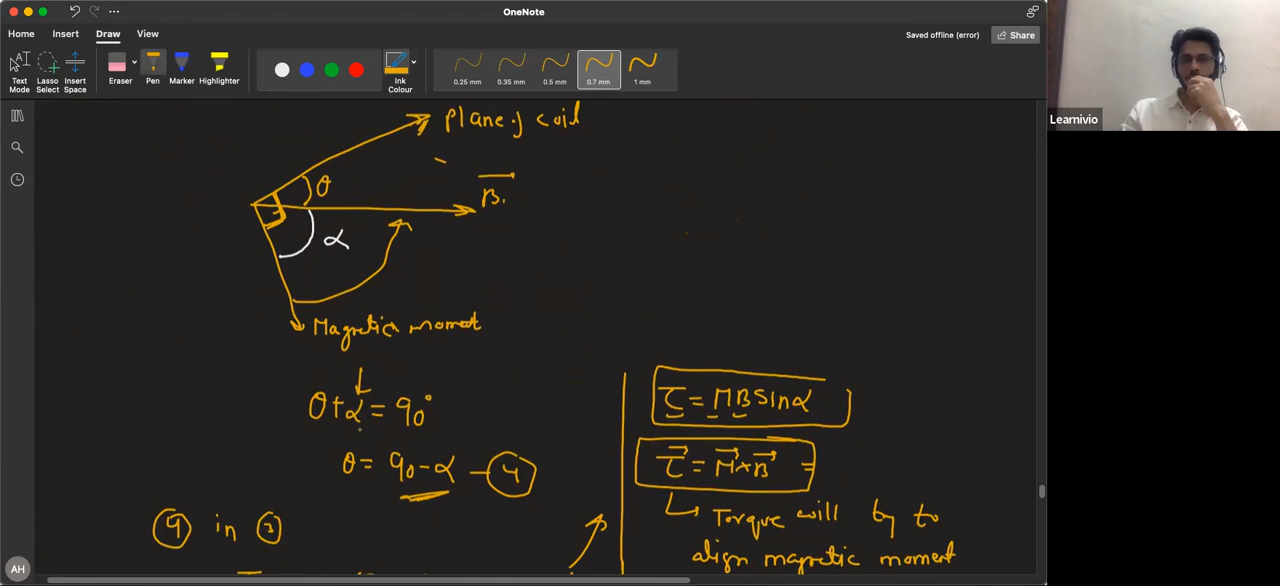 OneNote
Home Insert Draw View
Saved offline (error) Share
Text Mode
Lasso Select
Insert Space
Eraser
Pen
Marker
Highlighter
Ink Colour
0.25 mm
0.35 mm
0.5 mm
0.7 mm
1 mm
Learnivio
Plane of coil
θ
B
α
Magnetic moment
θ + α = 90°
θ = 90 - α - 4
4 in 3
τ = MB sin α
τ = M × B =
Torque will try to
align magnetic moment
AH